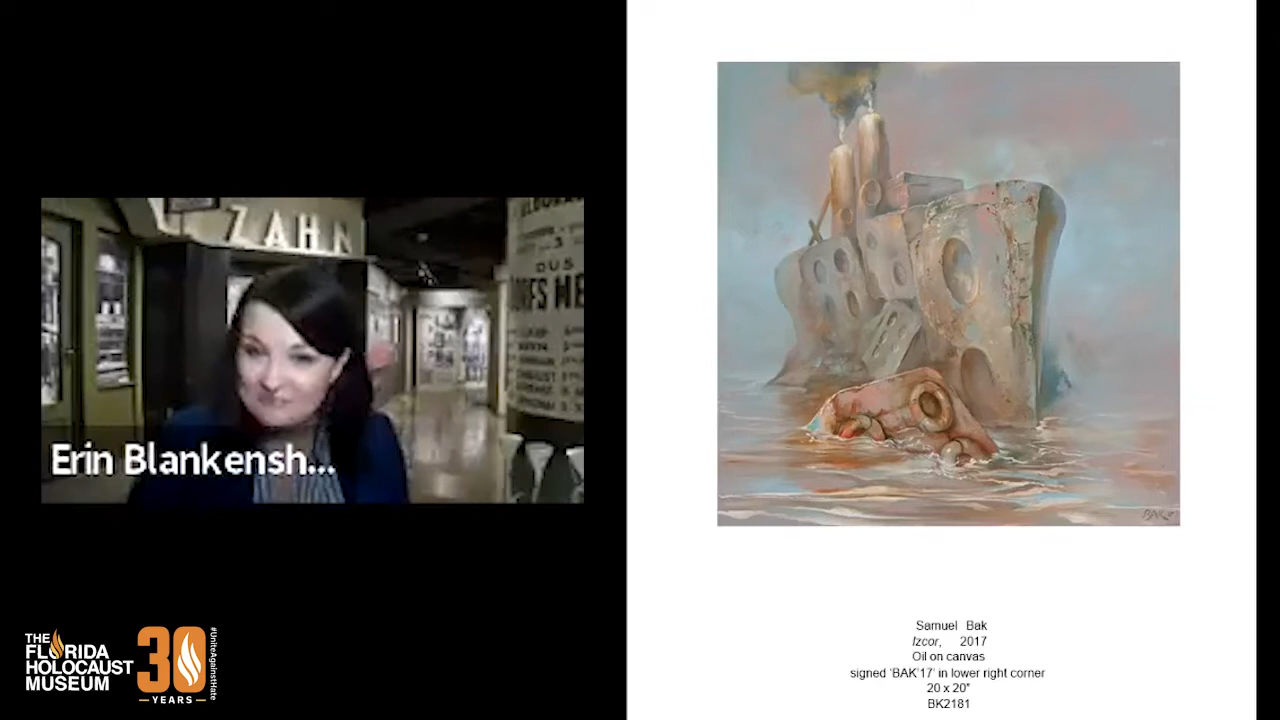 ZAHN
DUS
Erin Blankensh...
THE
FLORIDA
HOLOCAUST
MUSEUM
30
YEARS
#UniteAgainstHate
BAK
Samuel Bak
Izcor, 2017
Oil on canvas
signed 'BAK'17' in lower right corner
20 x 20"
BK2181